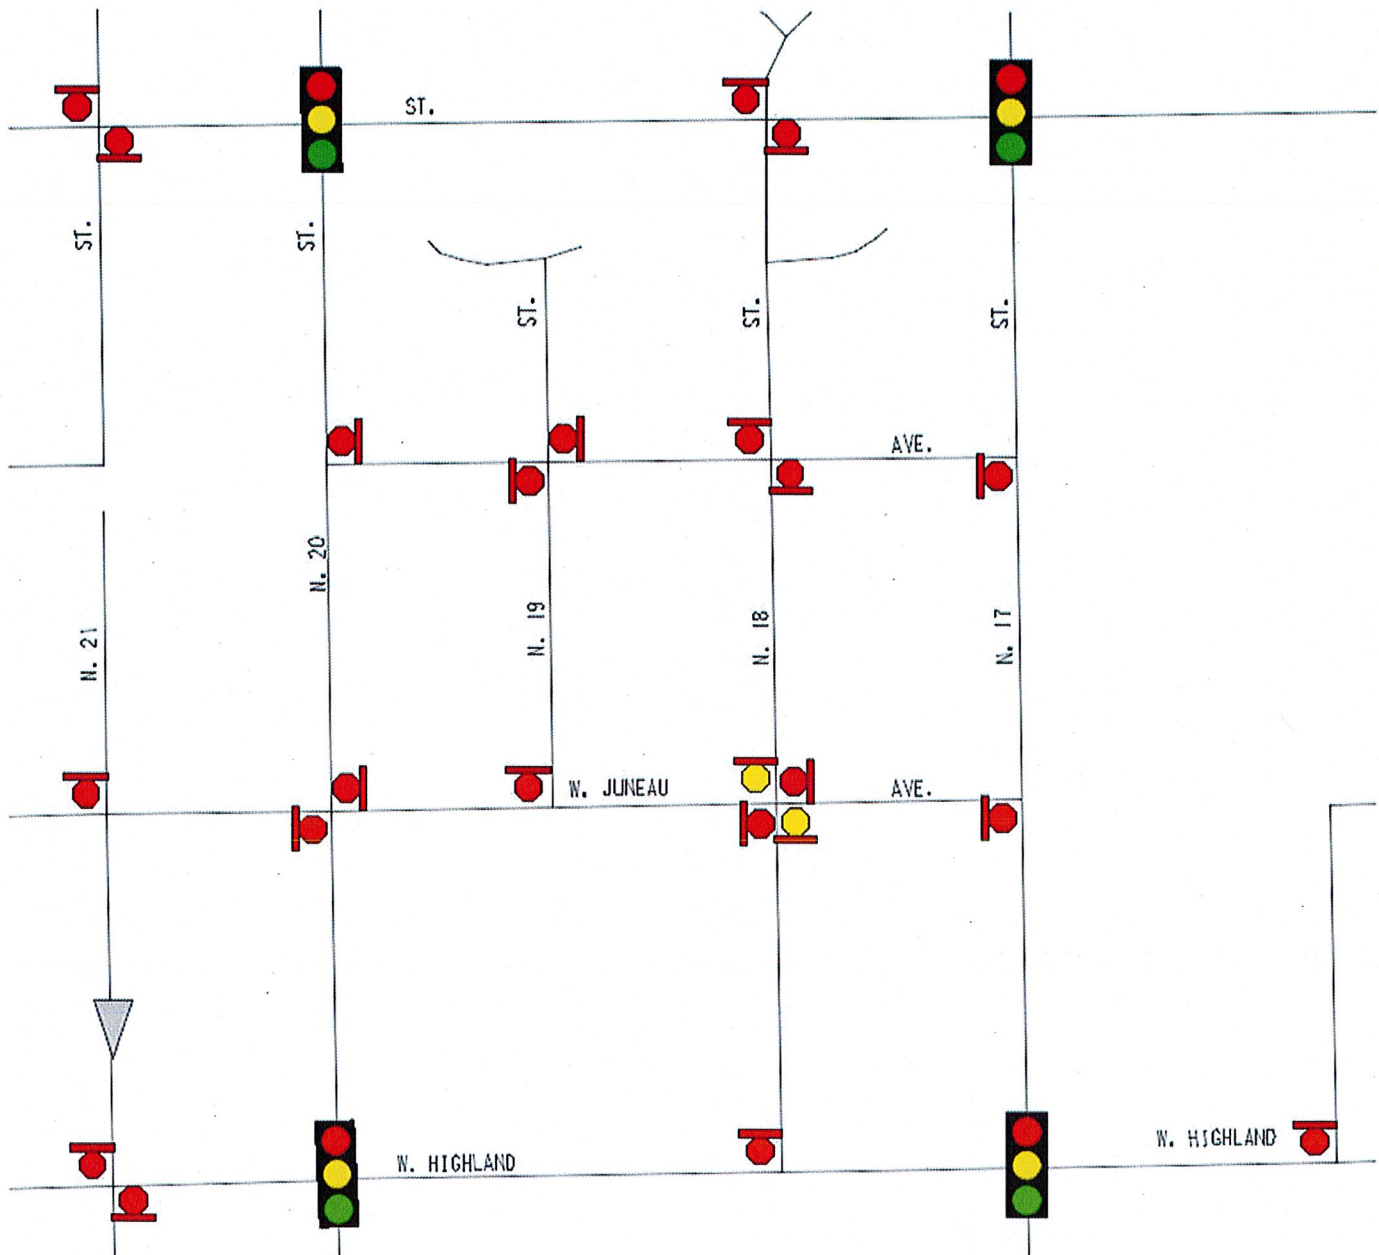 ST.
ST.
ST.
ST.
ST.
ST.
AVE.
N. 20
N. 19
N. 18
N. 17
N. 21
W. JUNEAU
AVE.
W. HIGHLAND
W. HIGHLAND